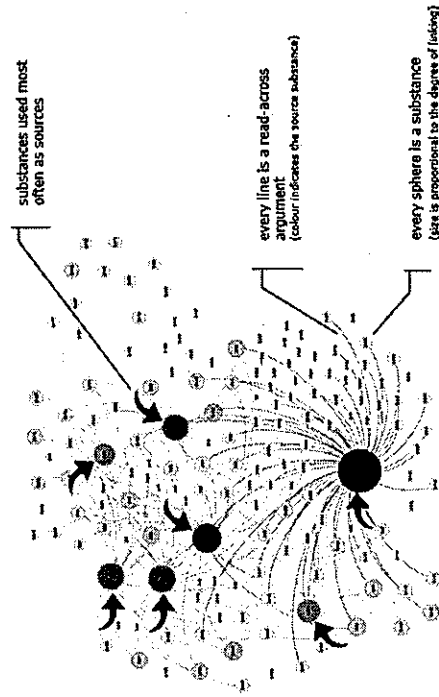 substances used most
often as sources
every line is a read-across
argument
(colour indicates the source substance)
every sphere is a substance
(size is proportional to the degree of linking)